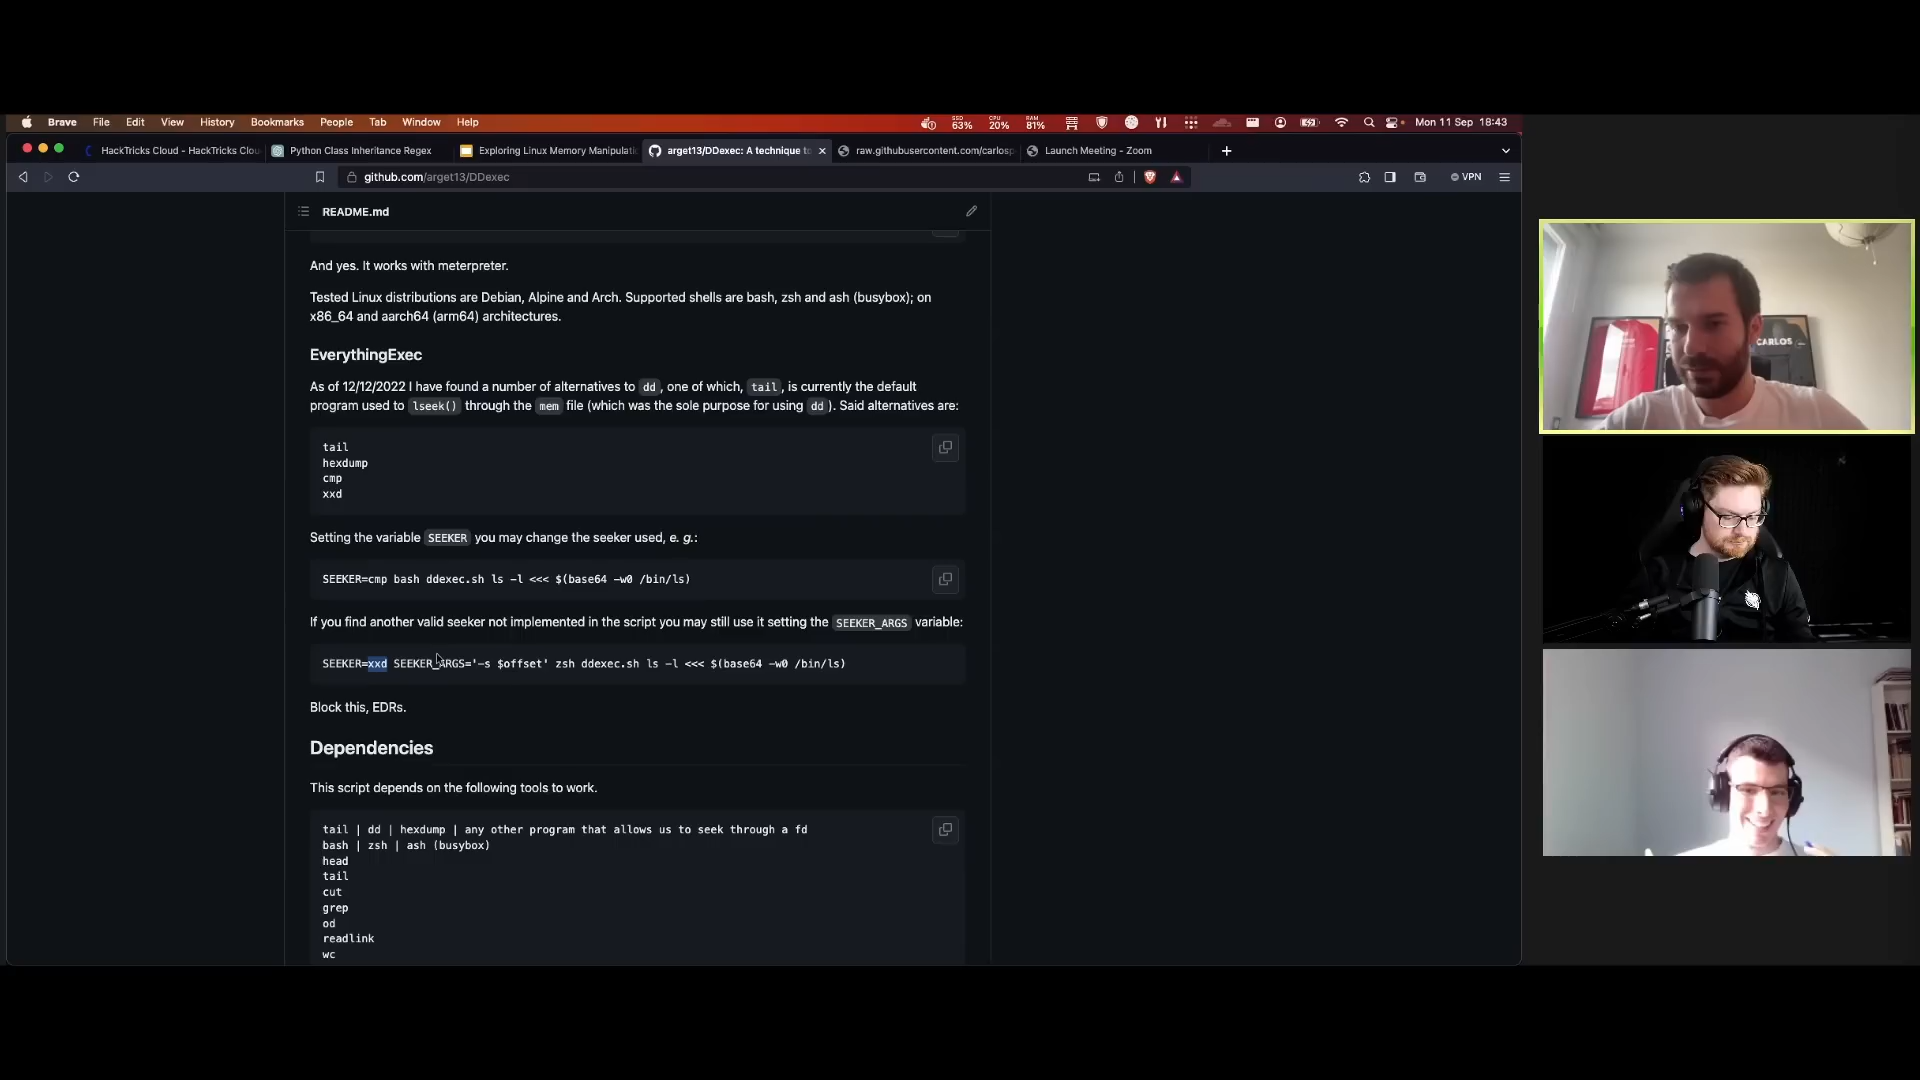 Brave File Edit View History Bookmarks People Tab Window Help SSD 63% CPU 20% RAM 81% Mon 11 Sep 18:43
HackTricks Cloud - HackTricks Clou Python Class Inheritance Regex Exploring Linux Memory Manipulati arget13/DDexec: A technique to raw.githubusercontent.com/carlosp Launch Meeting - Zoom
github.com/arget13/DDexec VPN
README.md
And yes. It works with meterpreter.
Tested Linux distributions are Debian, Alpine and Arch. Supported shells are bash, zsh and ash (busybox); on
x86_64 and aarch64 (arm64) architectures.
EverythingExec
As of 12/12/2022 I have found a number of alternatives to dd, one of which, tail, is currently the default
program used to lseek() through the mem file (which was the sole purpose for using dd). Said alternatives are:
tail
hexdump
cmp
xxd
Setting the variable SEEKER you may change the seeker used, e. g.:
SEEKER=cmp bash ddexec.sh ls -l <<< $(base64 -w0 /bin/ls)
If you find another valid seeker not implemented in the script you may still use it setting the SEEKER_ARGS variable:
SEEKER=xxd SEEKER_ARGS='-s $offset' zsh ddexec.sh ls -l <<< $(base64 -w0 /bin/ls)
Block this, EDRs.
Dependencies
This script depends on the following tools to work.
tail | dd | hexdump | any other program that allows us to seek through a fd
bash | zsh | ash (busybox)
head
tail
cut
grep
od
readlink
wc
CARLOS